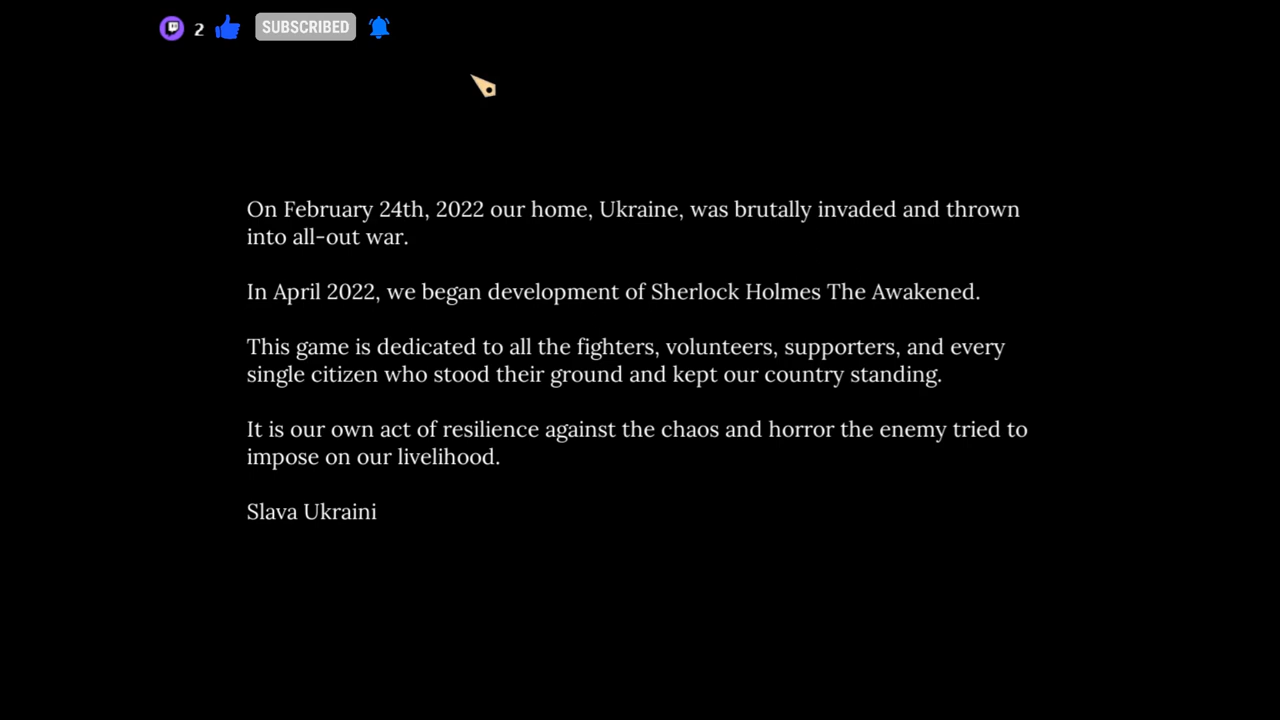 2 SUBSCRIBED
On February 24th, 2022 our home, Ukraine, was brutally invaded and thrown
into all-out war.
In April 2022, we began development of Sherlock Holmes The Awakened.
This game is dedicated to all the fighters, volunteers, supporters, and every
single citizen who stood their ground and kept our country standing.
It is our own act of resilience against the chaos and horror the enemy tried to
impose on our livelihood.
Slava Ukraini